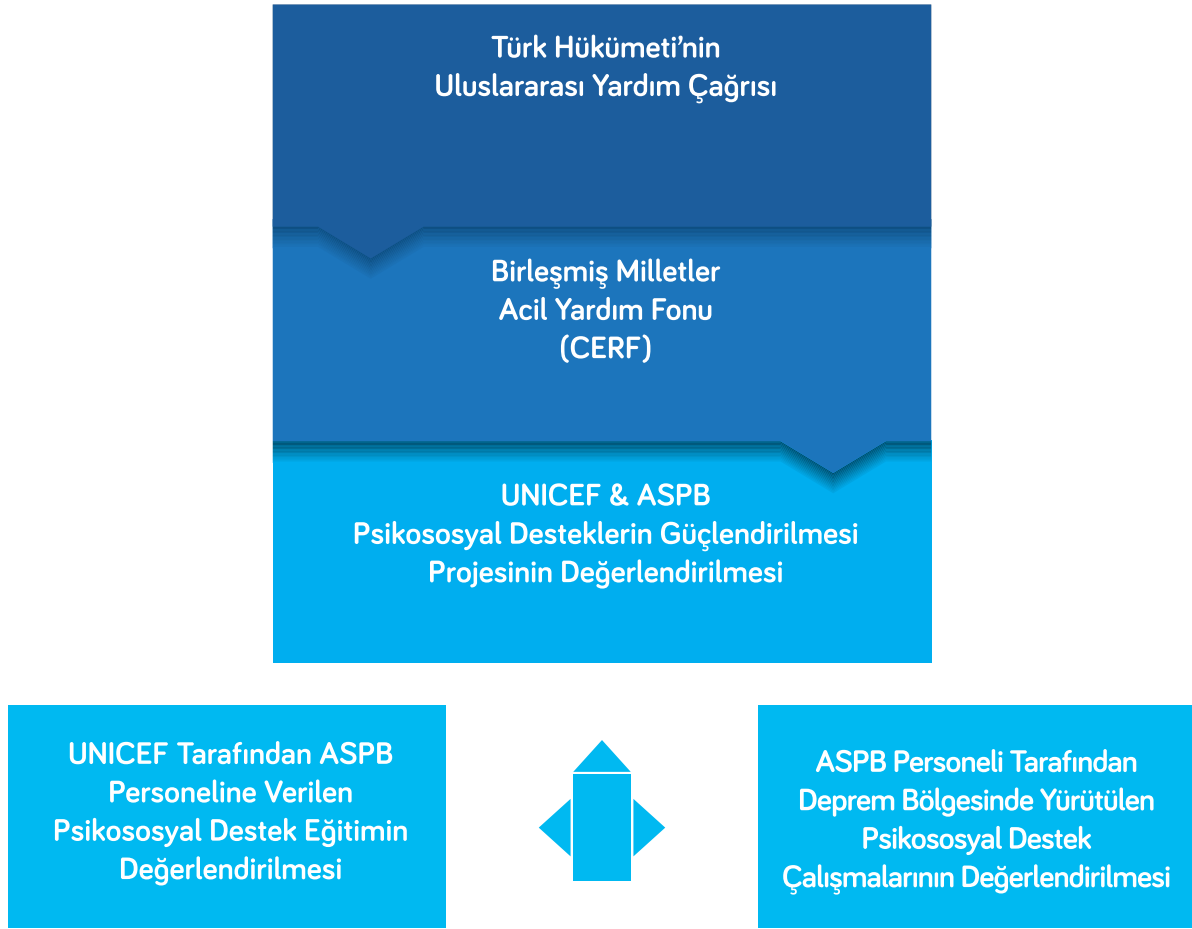 Türk Hükümeti’nin
Uluslararası Yardım Çağrısı
Birleşmiş Milletler
Acil Yardım Fonu
(CERF)
UNICEF & ASPB
Psikososyal Desteklerin Güçlendirilmesi
Projesinin Değerlendirilmesi
UNICEF Tarafından ASPB
Personeline Verilen
Psikososyal Destek Eğitimin
Değerlendirilmesi
ASPB Personeli Tarafından
Deprem Bölgesinde Yürütülen
Psikososyal Destek
Çalışmalarının Değerlendirilmesi